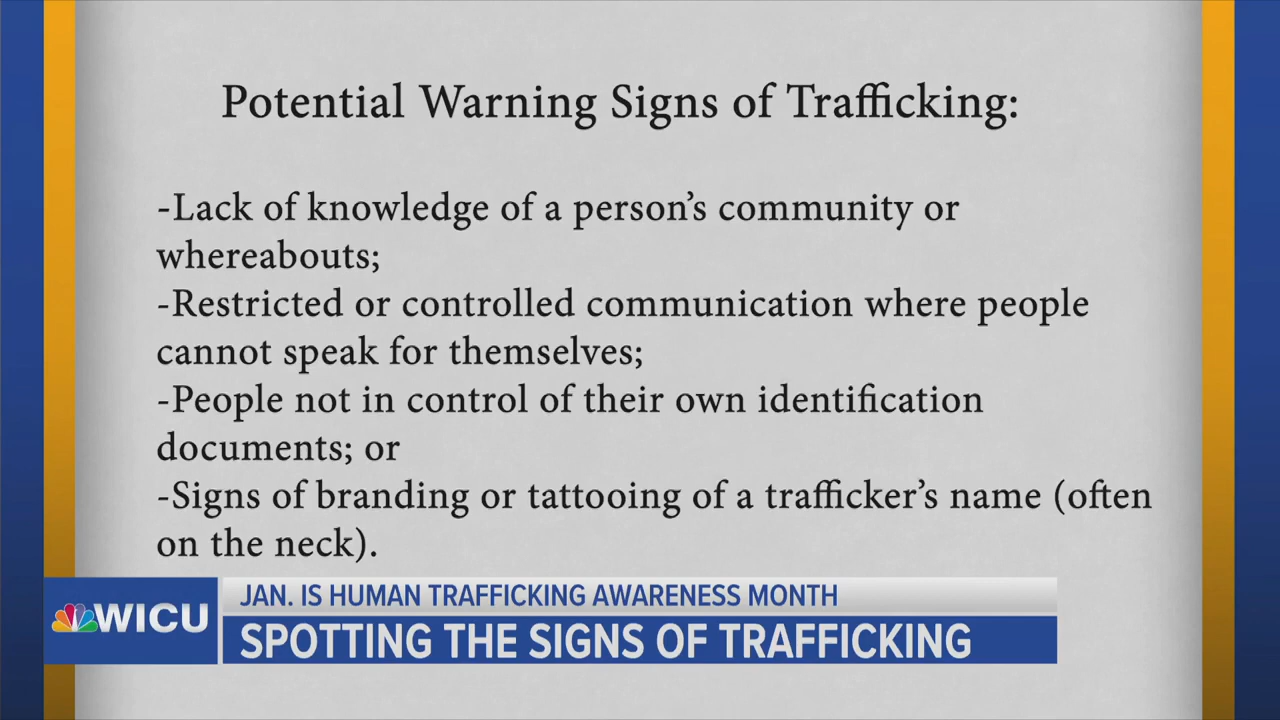 Potential Warning Signs of Trafficking:
-Lack of knowledge of a person's community or
whereabouts;
-Restricted or controlled communication where people
cannot speak for themselves;
-People not in control of their own identification
documents; or
-Signs of branding or tattooing of a trafficker's name (often
on the neck).
JAN. IS HUMAN TRAFFICKING AWARENESS MONTH
WICU
SPOTTING THE SIGNS OF TRAFFICKING